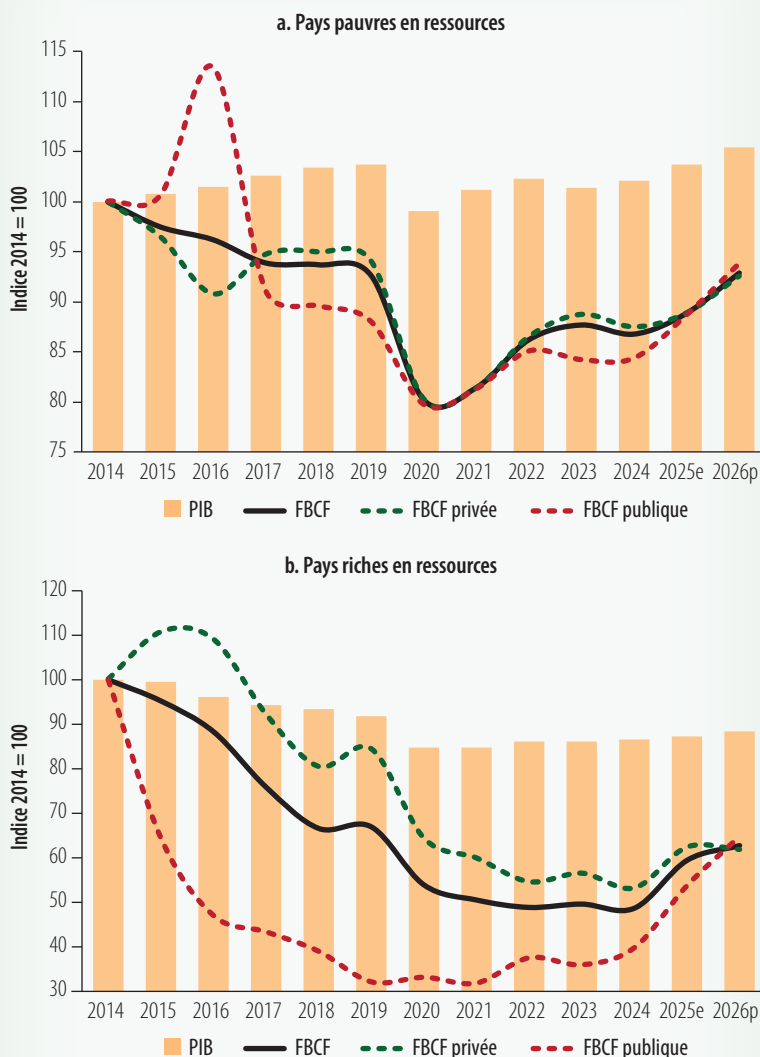 a. Pays pauvres en ressources
Indice 2014 = 100
115
110
105
100
95
90
85
80
75
2014 2015 2016 2017 2018 2019 2020 2021 2022 2023 2024 2025e 2026p
PIB FBCF FBCF privée FBCF publique
b. Pays riches en ressources
Indice 2014 = 100
120
110
100
90
80
70
60
50
40
30
2014 2015 2016 2017 2018 2019 2020 2021 2022 2023 2024 2025e 2026p
PIB FBCF FBCF privée FBCF publique